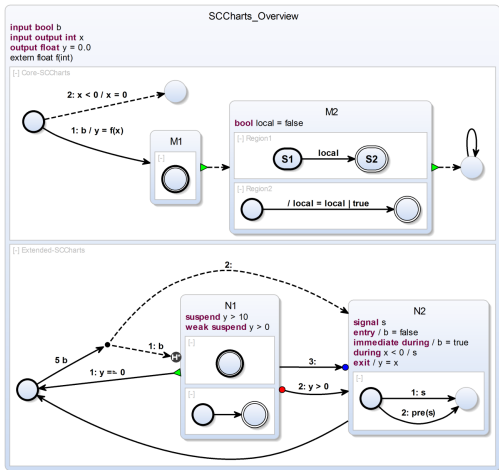 SCCharts_Overview
input bool b
input output int x
output float y = 0.0
extern float f(int)
[-] Core-SCCharts
2: x < 0 / x = 0
1: b / y = f(x)
M1
[-]
M2
bool local = false
[-] Region1
S1
local
S2
[-] Region2
/ local = local | true
[-] Extended-SCCharts
2:
N1
suspend y > 10
weak suspend y > 0
[-]
N2
signal s
entry / b = false
immediate during / b = true
during x < 0 / s
exit / y = x
[-]
1: s
2: pre(s)
1: b
H*
5 b
3:
2: y > 0